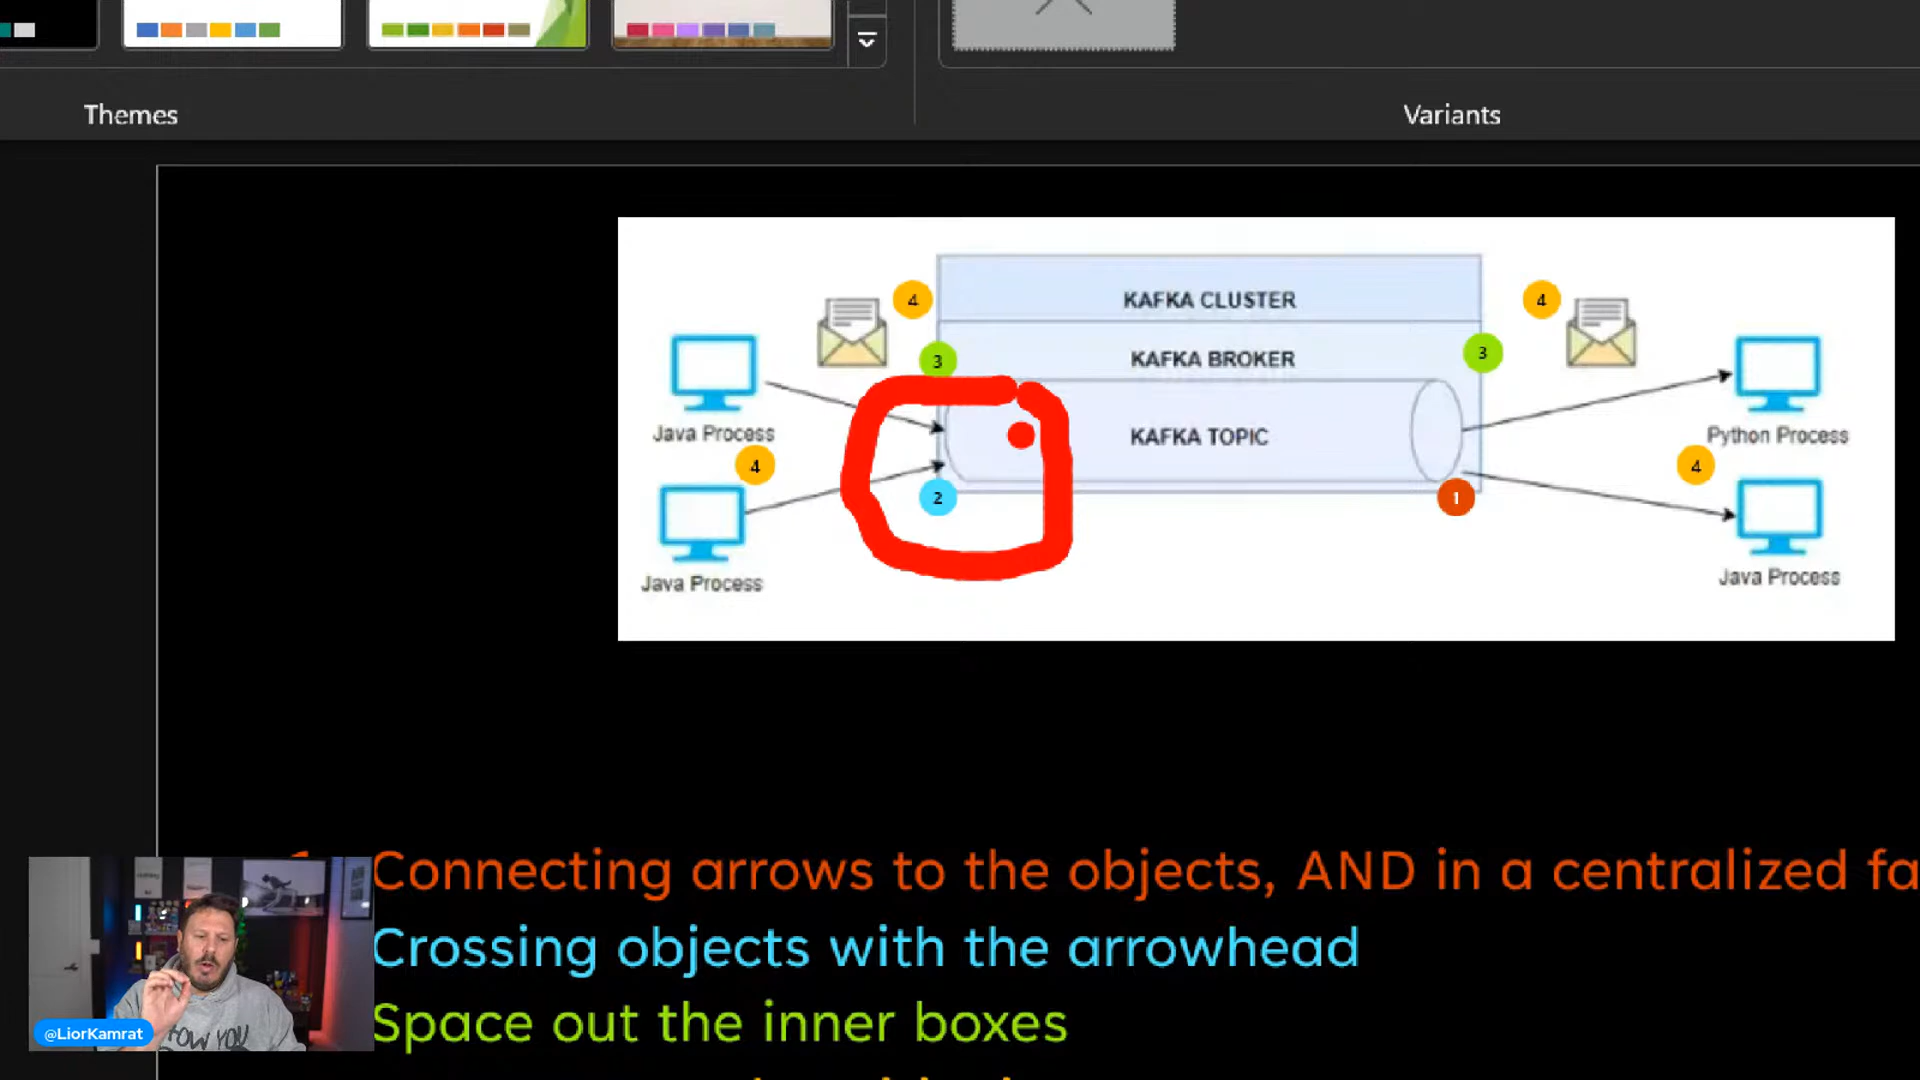 Themes
Variants
KAFKA CLUSTER
4
4
3
KAFKA BROKER
3
Java Process
KAFKA TOPIC
Python Process
4
4
2
1
Java Process
Java Process
Connecting arrows to the objects, AND in a centralized fa
Crossing objects with the arrowhead
Space out the inner boxes
@LiorKamrat
YOU